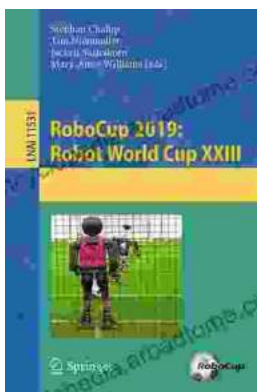 Stephan Chalup
Tim Niemueller
Jackrit Suthakorn
Mary-Anne Williams (Eds.)
LNAI 11531
RoboCup 2019:
Robot World Cup XXIII
Springer
RoboCup